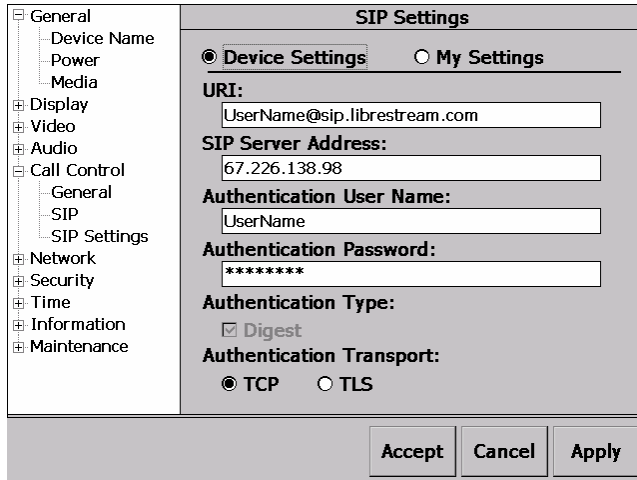 General
Device Name
Power
Media
Display
Video
Audio
Call Control
General
SIP
SIP Settings
Network
Security
Time
Information
Maintenance
SIP Settings
Device Settings My Settings
URI:
UserName@sip.librestream.com
SIP Server Address:
67.226.138.98
Authentication User Name:
UserName
Authentication Password:
********
Authentication Type:
Digest
Authentication Transport:
TCP TLS
Accept Cancel Apply